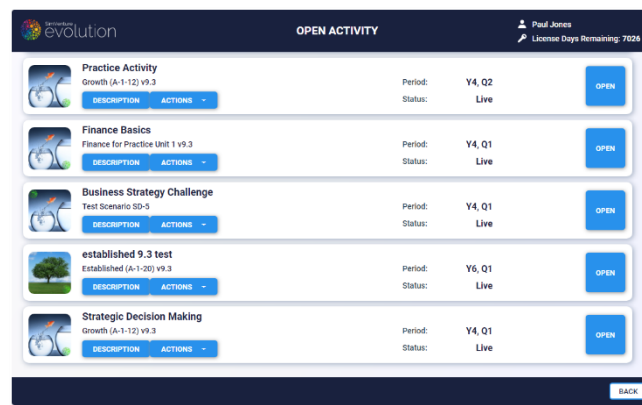 SimVenture
evolution
OPEN ACTIVITY
Paul Jones
License Days Remaining: 7026
Practice Activity
Growth (A-1-12) v9.3
DESCRIPTION ACTIONS
Period: Y4, Q2
Status: Live
OPEN
Finance Basics
Finance for Practice Unit 1 v9.3
DESCRIPTION ACTIONS
Period: Y4, Q1
Status: Live
OPEN
Business Strategy Challenge
Test Scenario SD-5
DESCRIPTION ACTIONS
Period: Y4, Q1
Status: Live
OPEN
established 9.3 test
Established (A-1-20) v9.3
DESCRIPTION ACTIONS
Period: Y6, Q1
Status: Live
OPEN
Strategic Decision Making
Growth (A-1-12) v9.3
DESCRIPTION ACTIONS
Period: Y4, Q1
Status: Live
OPEN
BACK